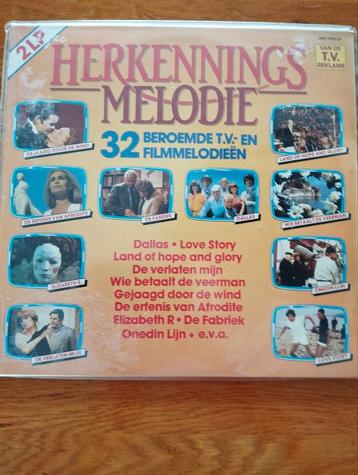 2LP
HERKENNINGS
MELODIE
VAN DE
T.V.
REKLAME
32 BEROEMDE T.V.- EN
FILMMELODIEËN
GEJAAGD DOOR DE WIND
LAND OF HOPE AND GLORY
DE ERFENIS VAN AFRODITE
DE FABRIEK
DALLAS
WIE BETAALT DE VEERMAN
ELIZABETH R.
ONEDIN LIJN
DE VERLATEN MIJN
LOVE STORY
Dallas • Love Story
Land of hope and glory
De verlaten mijn
Wie betaalt de veerman
Gejaagd door de wind
De erfenis van Afrodite
Elizabeth R • De Fabriek
Onedin Lijn • e.v.a.